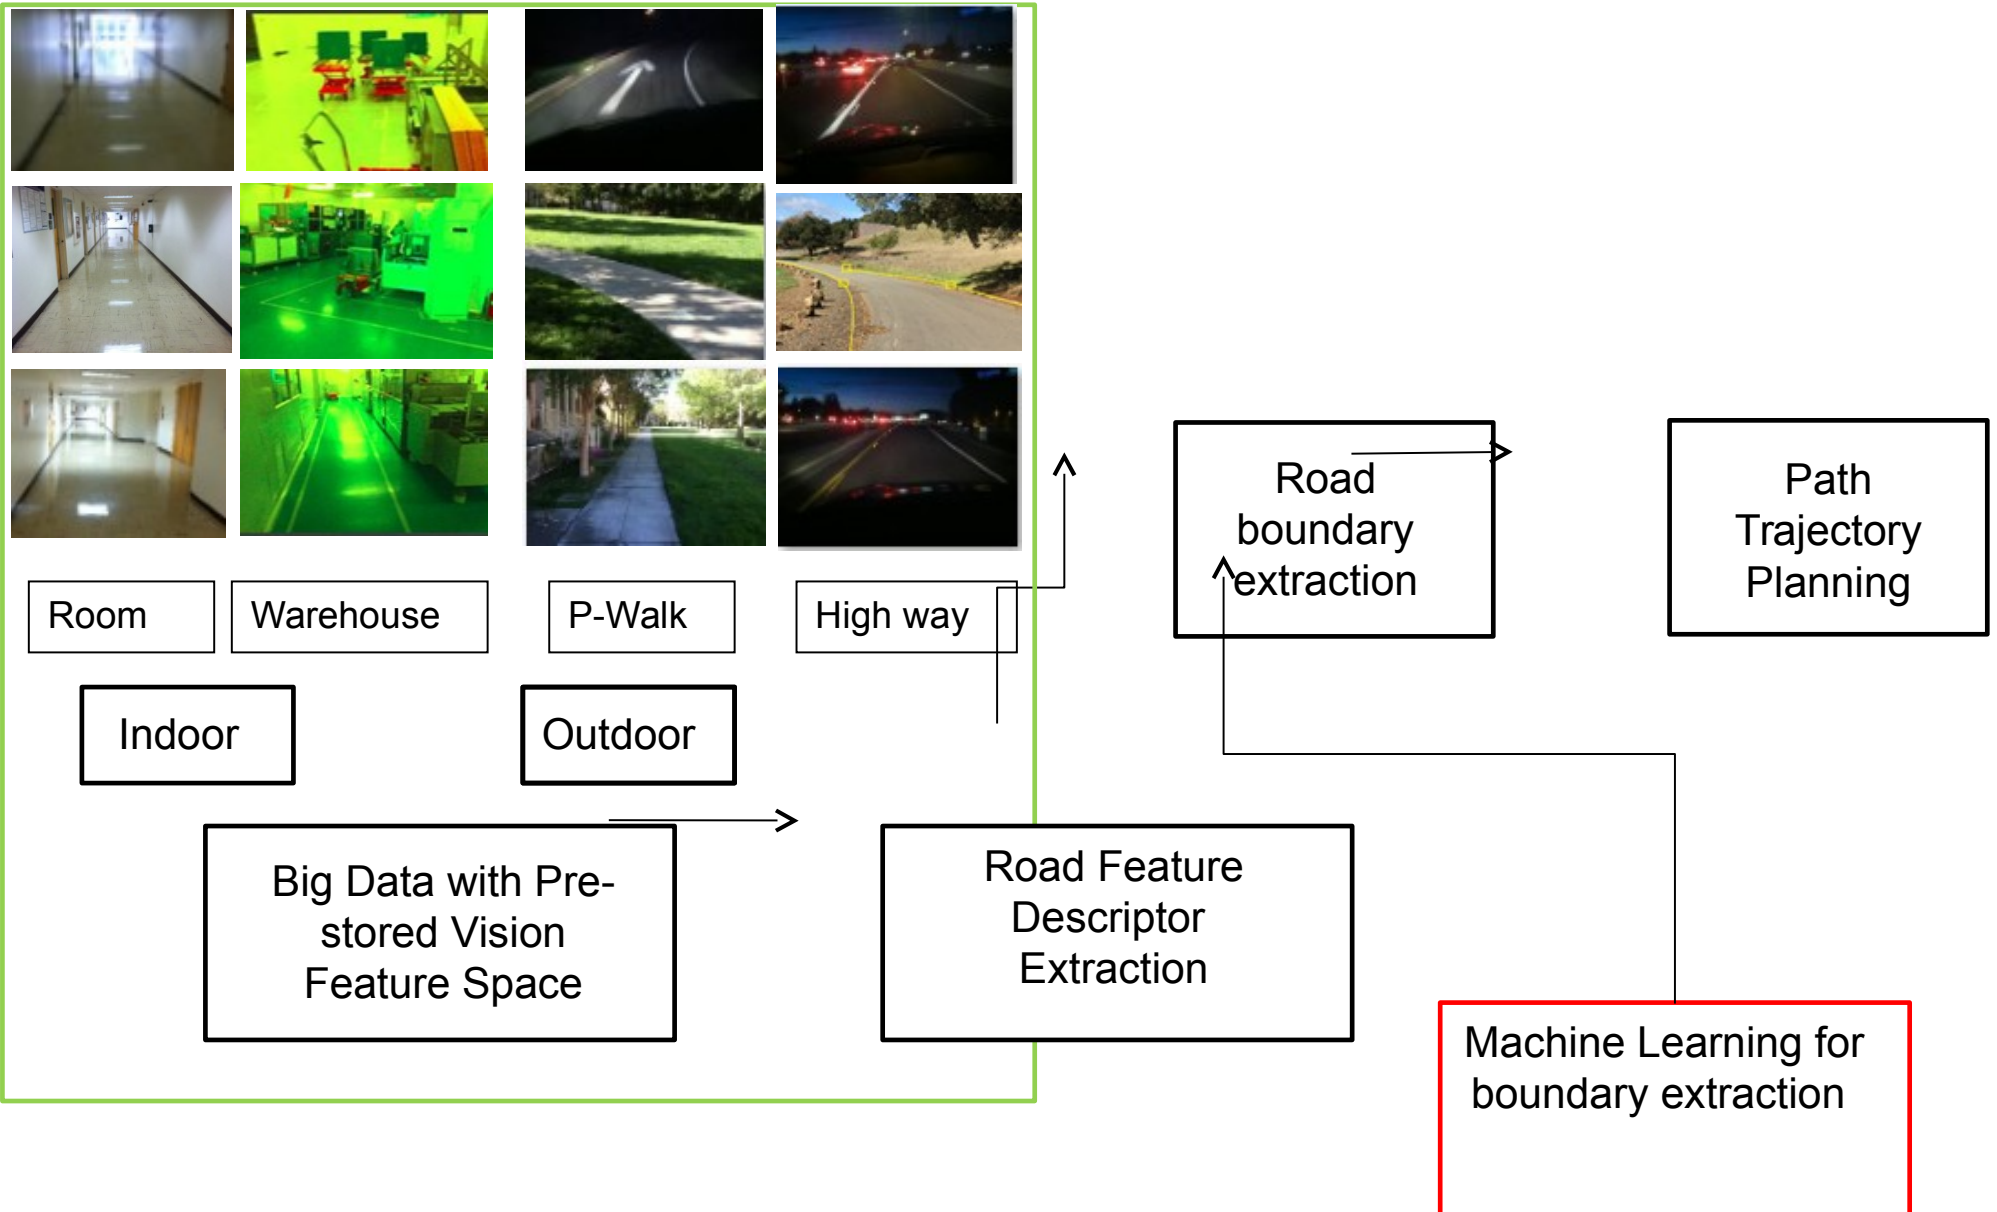 Room
Warehouse
P-Walk
High way
Indoor
Outdoor
Big Data with Pre-
stored Vision
Feature Space
Road Feature
Descriptor
Extraction
Road
boundary
extraction
Path
Trajectory
Planning
Machine Learning for
boundary extraction